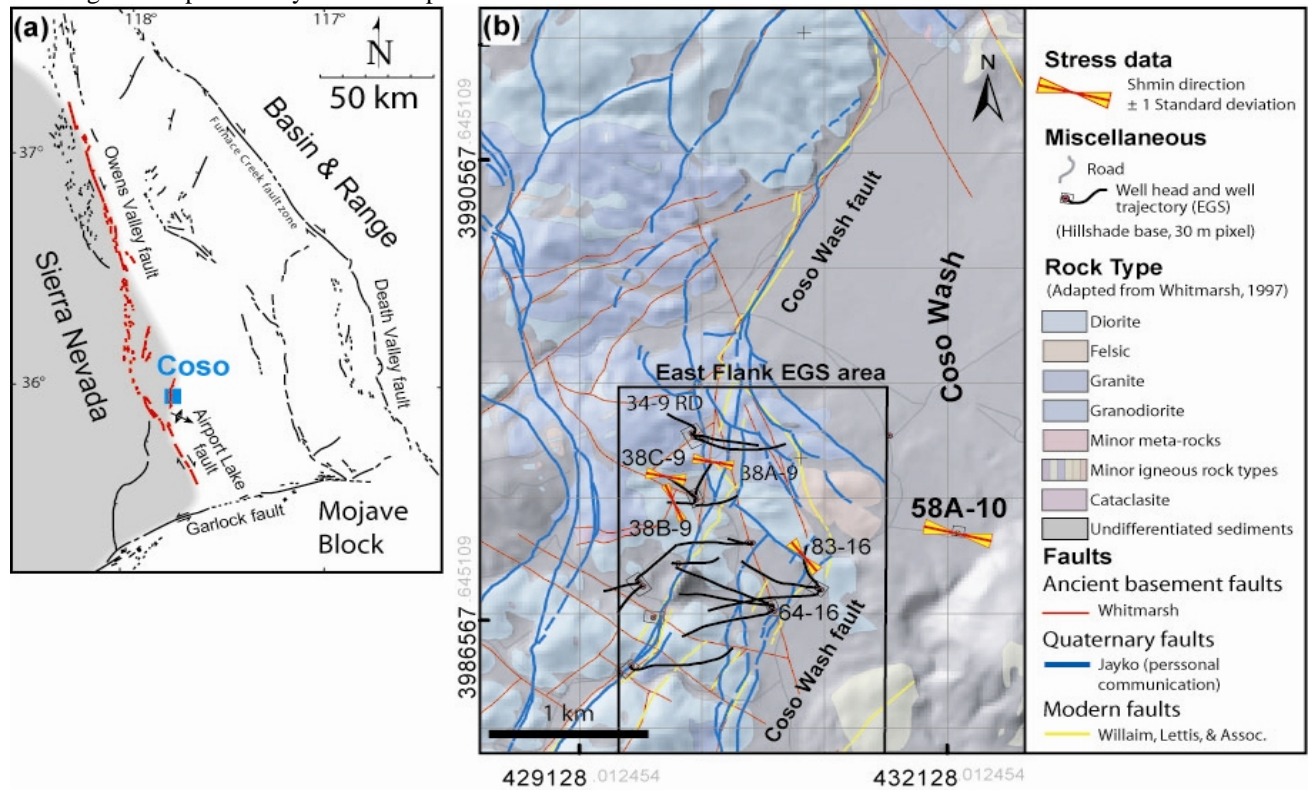 (a)
118°
117°
N
50 km
37°
36°
Owens Valley fault
Furnace Creek fault zone
Basin & Range
Death Valley fault
Sierra Nevada
Coso
Airport Lake
fault
Garlock fault
Mojave
Block
(b)
N
3990567.645109
3986567.645109
429128.012454
432128.012454
Coso Wash fault
Coso Wash
East Flank EGS area
34-9 RD
38C-9
38A-9
38B-9
58A-10
83-16
64-16
Coso Wash fault
1 km
Stress data
Shmin direction
± 1 Standard deviation
Miscellaneous
Road
Well head and well
trajectory (EGS)
(Hillshade base, 30 m pixel)
Rock Type
(Adapted from Whitmarsh, 1997)
Diorite
Felsic
Granite
Granodiorite
Minor meta-rocks
Minor igneous rock types
Cataclasite
Undifferentiated sediments
Faults
Ancient basement faults
Whitmarsh
Quaternary faults
Jayko (perssonal
communication)
Modern faults
Willaim, Lettis, & Assoc.